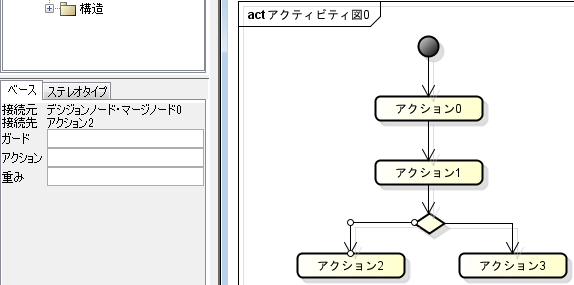 構造
ベース ステレオタイプ
接続元 デシジョンノード・マージノード0
接続先 アクション2
ガード
アクション
重み
act アクティビティ図0
アクション0
アクション1
アクション2 アクション3